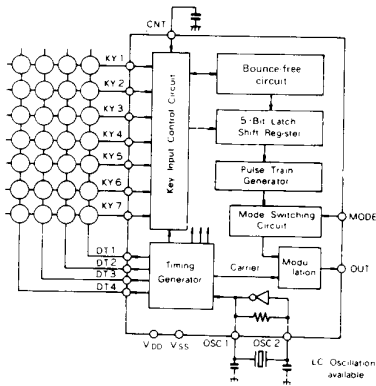 CNT
KY 1
KY 2
KY 3
KY 4
KY 5
KY 6
KY 7
Key Input Control Circuit
Bounce-free
circuit
5-Bit Latch
Shift Register
Pulse Train
Generator
Mode Switching
Circuit
MODE
DT 1
DT 2
DT 3
DT 4
Timing
Generator
Carrier
Modu
lation
OUT
VDD
VSS
OSC 1
OSC 2
LC Oscillation
available